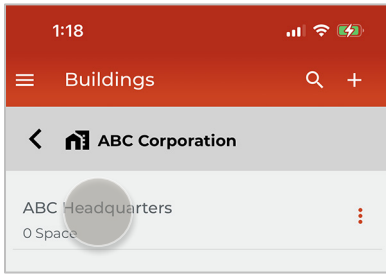 1:18
Buildings
ABC Corporation
ABC Headquarters
0 Space